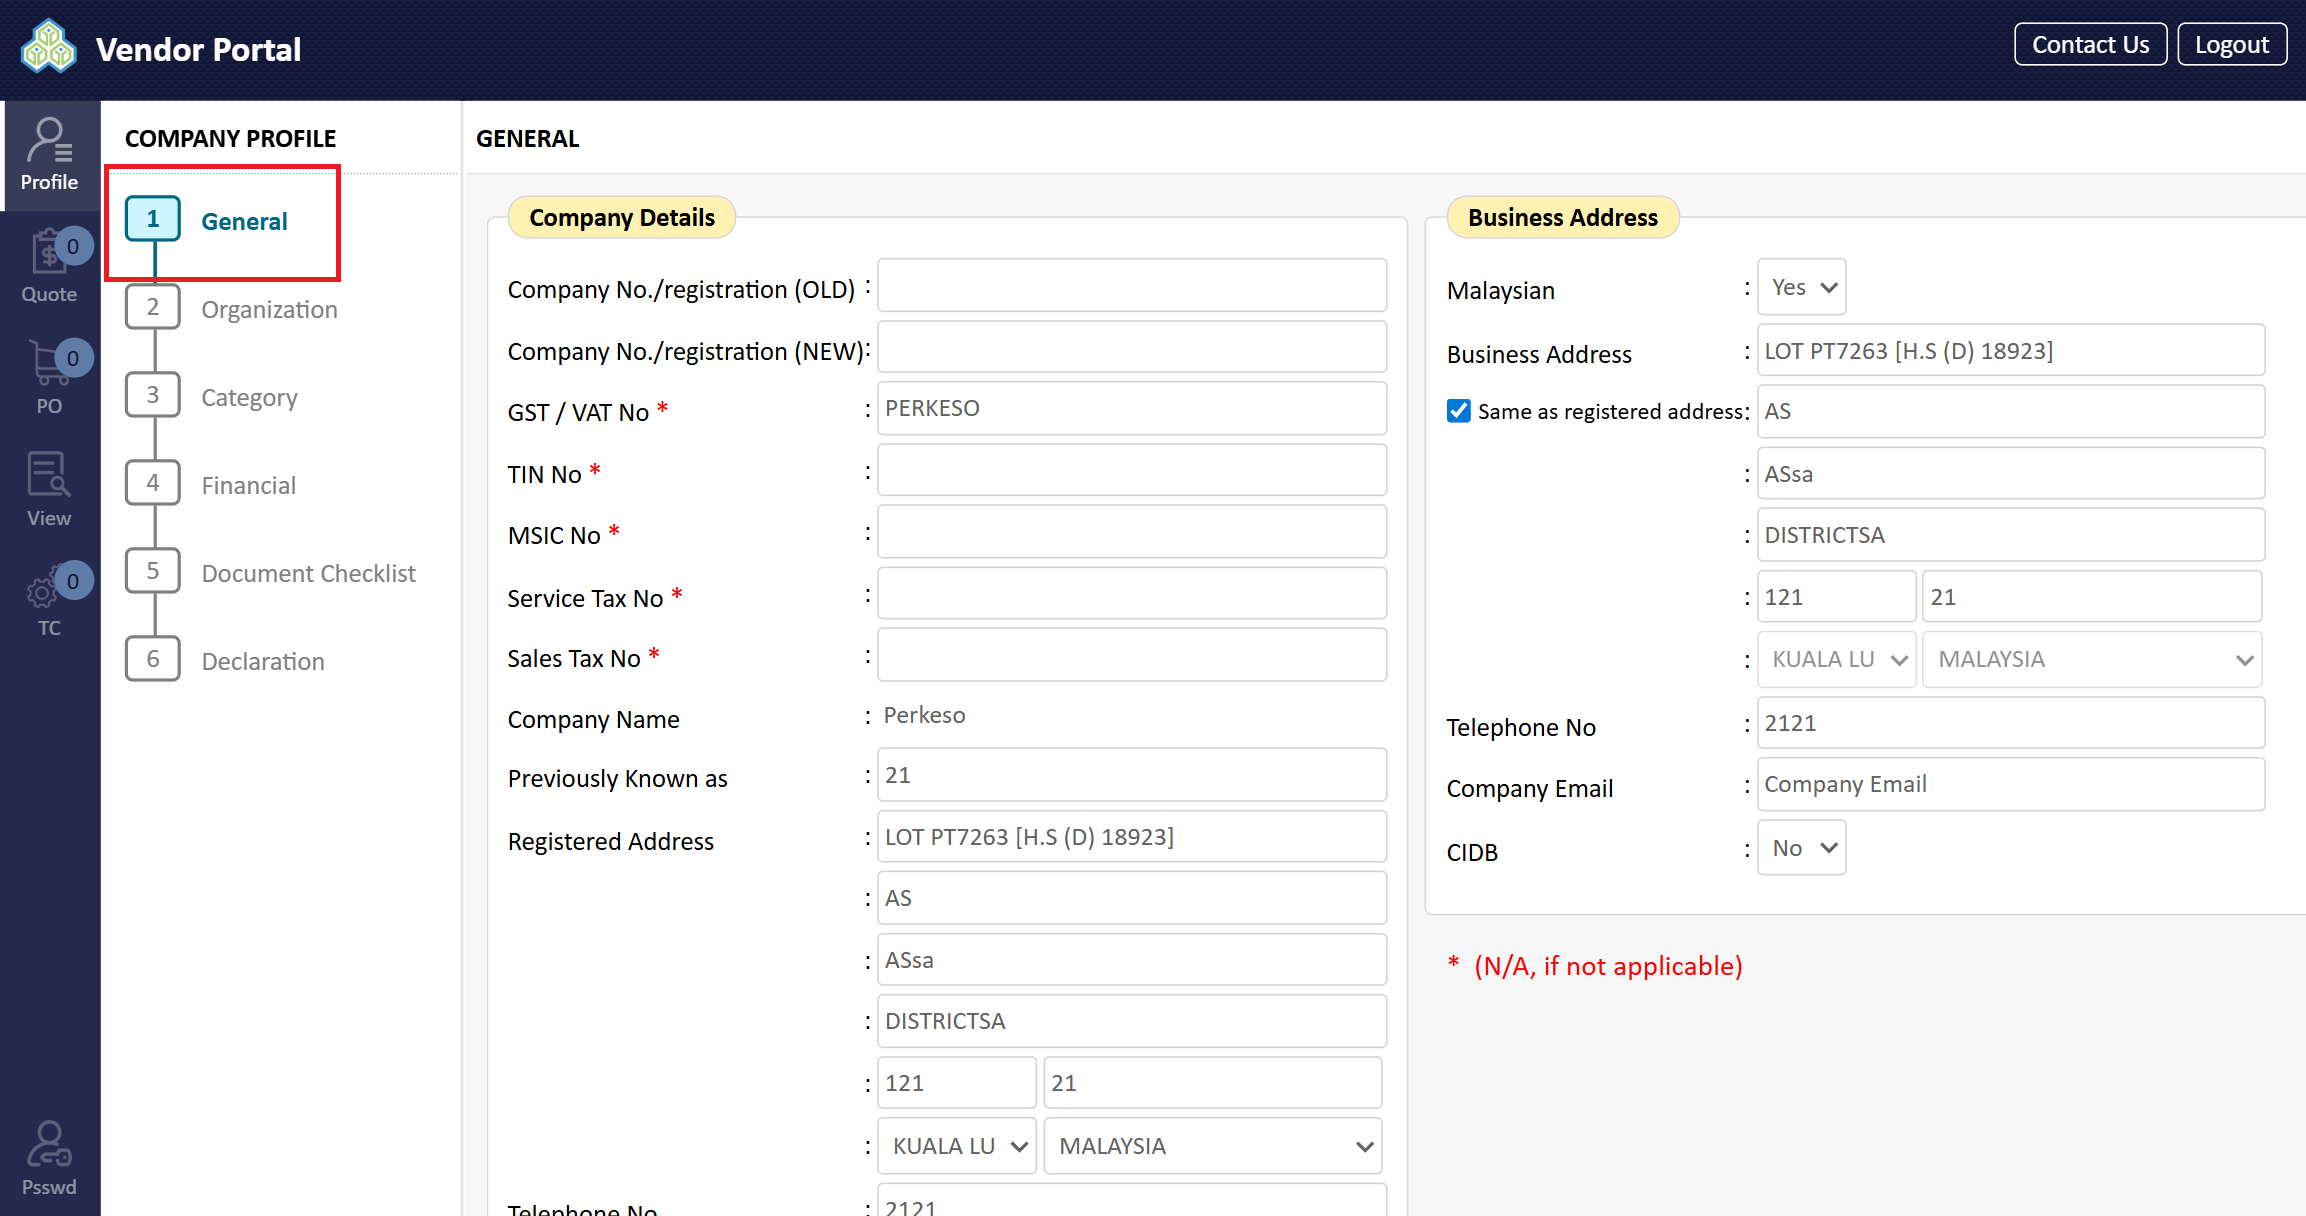 Vendor Portal
Contact Us
Logout
Profile
0
Quote
0
PO
View
0
TC
Psswd
COMPANY PROFILE
1 General
2 Organization
3 Category
4 Financial
5 Document Checklist
6 Declaration
GENERAL
Company Details
Company No./registration (OLD) :
Company No./registration (NEW):
GST / VAT No * : PERKESO
TIN No * :
MSIC No * :
Service Tax No * :
Sales Tax No * :
Company Name : Perkeso
Previously Known as : 21
Registered Address : LOT PT7263 [H.S (D) 18923]
: AS
: ASsa
: DISTRICTSA
: 121 21
: KUALA LU MALAYSIA
Telephone No : 2121
Business Address
Malaysian : Yes
Business Address : LOT PT7263 [H.S (D) 18923]
Same as registered address: AS
: ASsa
: DISTRICTSA
: 121 21
: KUALA LU MALAYSIA
Telephone No : 2121
Company Email : Company Email
CIDB : No
* (N/A, if not applicable)